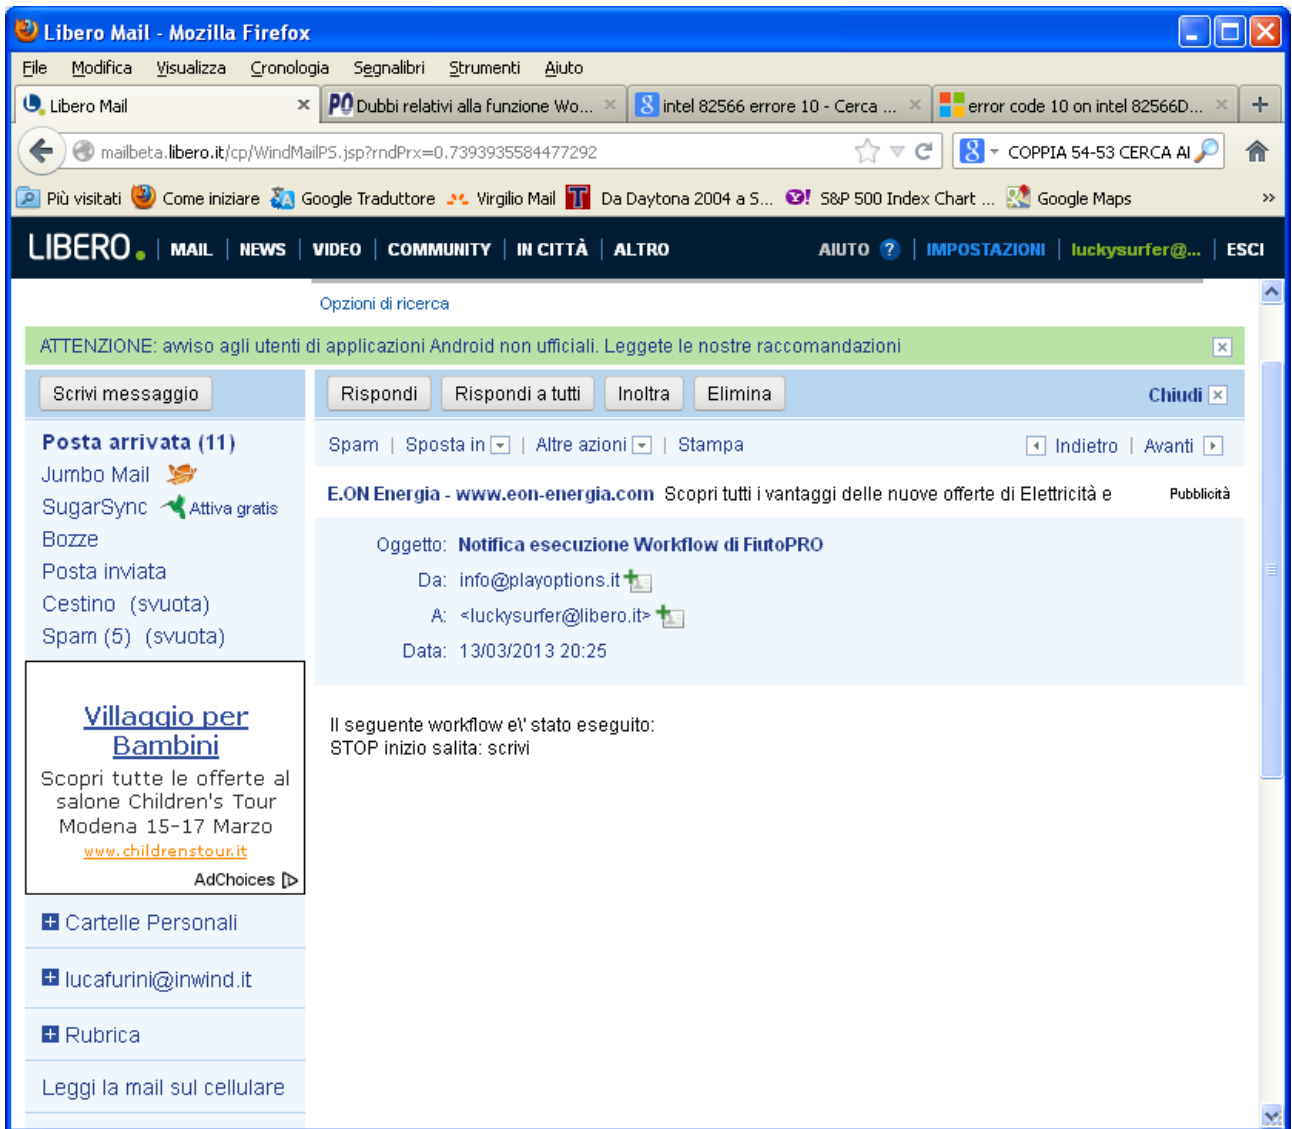 Libero Mail - Mozilla Firefox
File Modifica Visualizza Cronologia Segnalibri Strumenti Aiuto
Libero Mail
Dubbi relativi alla funzione Wo...
intel 82566 errore 10 - Cerca ...
error code 10 on intel 82566D...
mailbeta.libero.it/cp/WindMailPS.jsp?rndPrx=0.7393935584477292
COPPIA 54-53 CERCA AI
Più visitati Come iniziare Google Traduttore Virgilio Mail Da Daytona 2004 a S... S&P 500 Index Chart ... Google Maps »
LIBERO. | MAIL | NEWS | VIDEO | COMMUNITY | IN CITTÀ | ALTRO AIUTO ? | IMPOSTAZIONI | luckysurfer@... | ESCI
Opzioni di ricerca
ATTENZIONE: avviso agli utenti di applicazioni Android non ufficiali. Leggete le nostre raccomandazioni
Scrivi messaggio
Posta arrivata (11)
Jumbo Mail
SugarSync Attiva gratis
Bozze
Posta inviata
Cestino (svuota)
Spam (5) (svuota)
Villaggio per
Bambini
Scopri tutte le offerte al
salone Children's Tour
Modena 15-17 Marzo
www.childrenstour.it
AdChoices
Cartelle Personali
lucafurini@inwind.it
Rubrica
Leggi la mail sul cellulare
Rispondi Rispondi a tutti Inoltra Elimina Chiudi
Spam | Sposta in | Altre azioni | Stampa Indietro | Avanti
E.ON Energia - www.eon-energia.com Scopri tutti i vantaggi delle nuove offerte di Elettricità e Pubblicità
Oggetto: Notifica esecuzione Workflow di FiutoPRO
Da: info@playoptions.it
A: <luckysurfer@libero.it>
Data: 13/03/2013 20:25
Il seguente workflow e\' stato eseguito:
STOP inizio salita: scrivi